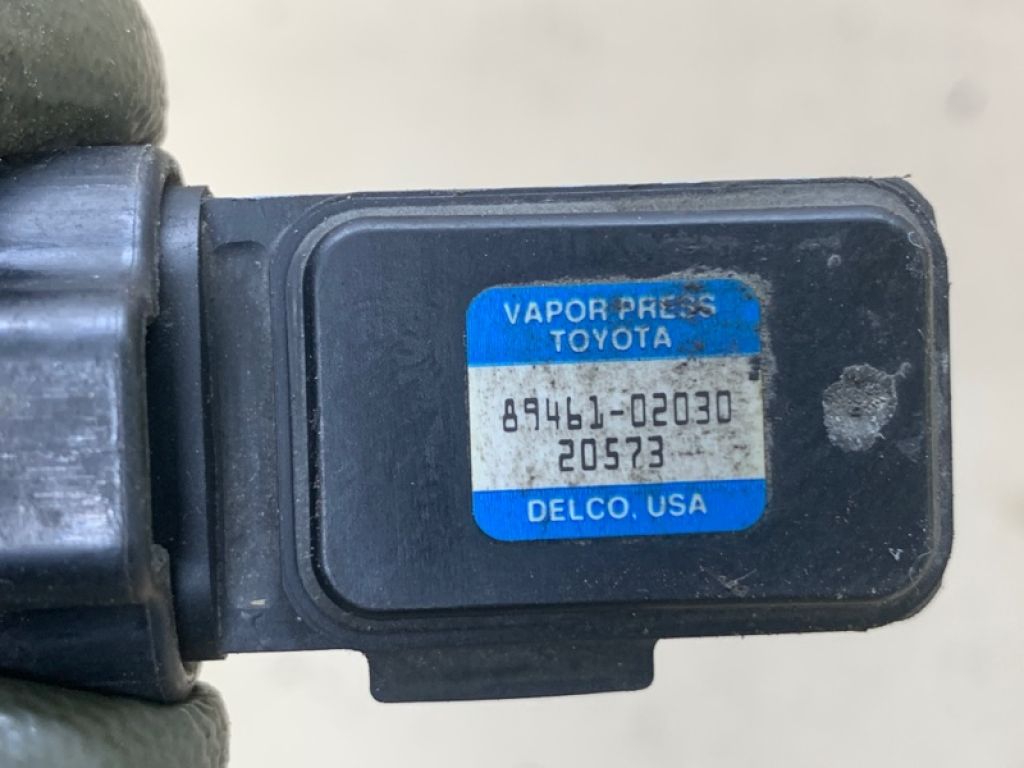 VAPOR PRESS
TOYOTA
89461-02030
20573
DELCO, USA